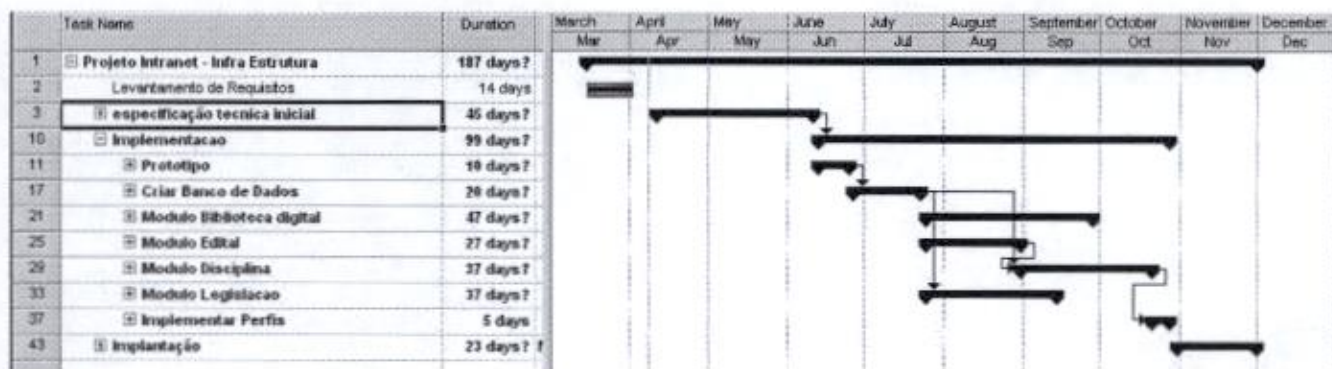 Task Name Duration March April May June July August September October November December
Mar Apr May Jun Jul Aug Sep Oct Nov Dec
1 Projeto Intranet - Infra Estrutura 187 days?
2 Levantamento de Requisitos 14 days
3 especificação tecnica inicial 45 days?
10 Implementacao 99 days?
11 Prototipo 10 days?
17 Criar Banco de Dados 20 days?
21 Modulo Biblioteca digital 47 days?
25 Modulo Edital 27 days?
29 Modulo Disciplina 37 days?
33 Modulo Legislacao 37 days?
37 Implementar Perfis 5 days
43 Implantação 23 days?